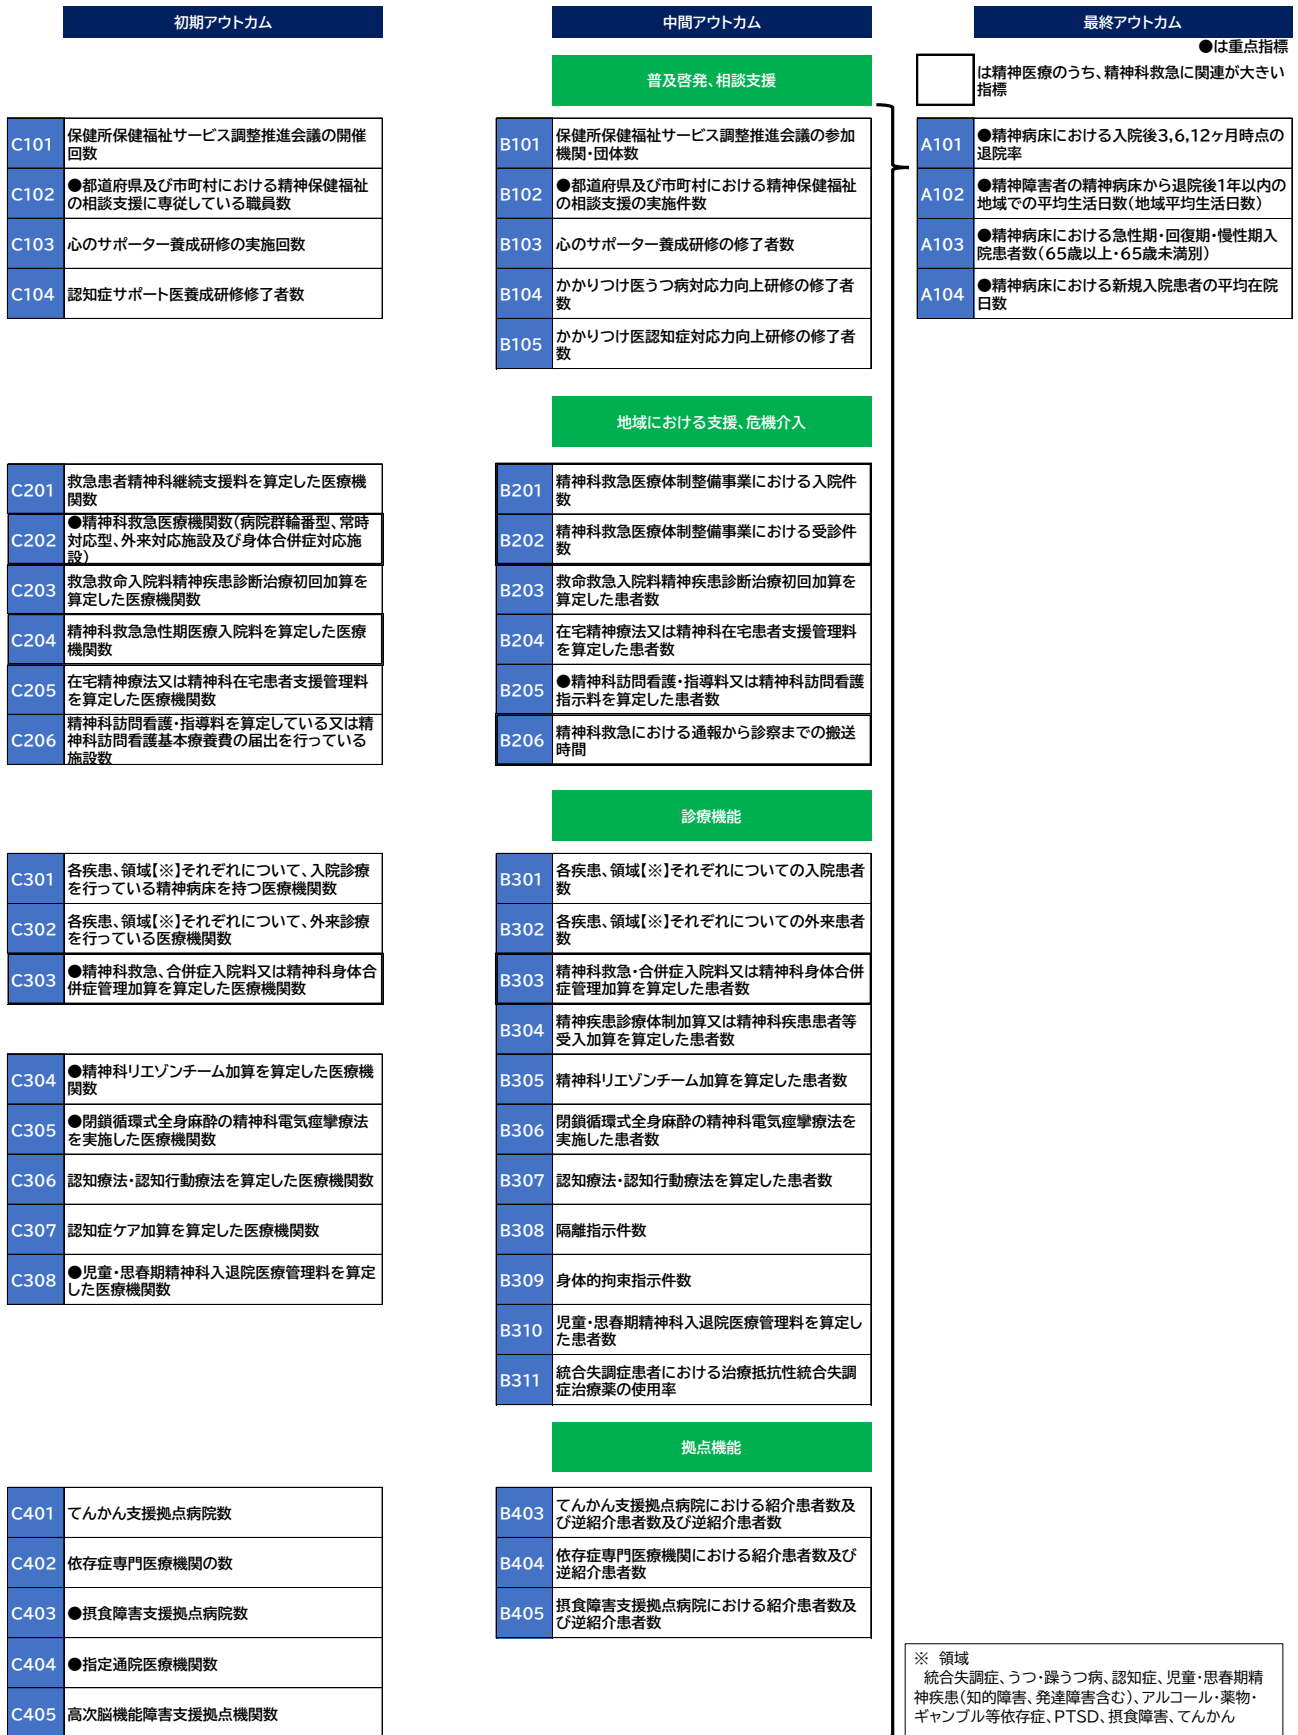 初期アウトカム
中間アウトカム
最終アウトカム
●は重点指標
は精神医療のうち、精神科救急に関連が大きい
指標
普及啓発、相談支援
C101
保健所保健福祉サービス調整推進会議の開催
回数
C102
●都道府県及び市町村における精神保健福祉
の相談支援に専従している職員数
C103
心のサポーター養成研修の実施回数
C104
認知症サポート医養成研修修了者数
B101
保健所保健福祉サービス調整推進会議の参加
機関・団体数
B102
●都道府県及び市町村における精神保健福祉
の相談支援の実施件数
B103
心のサポーター養成研修の修了者数
B104
かかりつけ医うつ病対応力向上研修の修了者
数
B105
かかりつけ医認知症対応力向上研修の修了者
数
A101
●精神病床における入院後3,6,12ヶ月時点の
退院率
A102
●精神障害者の精神病床から退院後1年以内の
地域での平均生活日数(地域平均生活日数)
A103
●精神病床における急性期・回復期・慢性期入
院患者数(65歳以上・65歳未満別)
A104
●精神病床における新規入院患者の平均在院
日数
地域における支援、危機介入
C201
救急患者精神科継続支援料を算定した医療機
関数
C202
●精神科救急医療機関数(病院群輪番型、常時
対応型、外来対応施設及び身体合併症対応施
設)
C203
救急救命入院料精神疾患診断治療初回加算を
算定した医療機関数
C204
精神科救急急性期医療入院料を算定した医療
機関数
C205
在宅精神療法又は精神科在宅患者支援管理料
を算定した医療機関数
C206
精神科訪問看護・指導料を算定している又は精
神科訪問看護基本療養費の届出を行っている
施設数
B201
精神科救急医療体制整備事業における入院件
数
B202
精神科救急医療体制整備事業における受診件
数
B203
救命救急入院料精神疾患診断治療初回加算を
算定した患者数
B204
在宅精神療法又は精神科在宅患者支援管理料
を算定した患者数
B205
●精神科訪問看護・指導料又は精神科訪問看護
指示料を算定した患者数
B206
精神科救急における通報から診察までの搬送
時間
診療機能
C301
各疾患、領域【※】それぞれについて、入院診療
を行っている精神病床を持つ医療機関数
C302
各疾患、領域【※】それぞれについて、外来診療
を行っている医療機関数
C303
●精神科救急、合併症入院料又は精神科身体合
併症管理加算を算定した医療機関数
C304
●精神科リエゾンチーム加算を算定した医療機
関数
C305
●閉鎖循環式全身麻酔の精神科電気痙攣療法
を実施した医療機関数
C306
認知療法・認知行動療法を算定した医療機関数
C307
認知症ケア加算を算定した医療機関数
C308
●児童・思春期精神科入退院医療管理料を算定
した医療機関数
B301
各疾患、領域【※】それぞれについての入院患者
数
B302
各疾患、領域【※】それぞれについての外来患者
数
B303
精神科救急・合併症入院料又は精神科身体合併
症管理加算を算定した患者数
B304
精神疾患診療体制加算又は精神科疾患患者等
受入加算を算定した患者数
B305
精神科リエゾンチーム加算を算定した患者数
B306
閉鎖循環式全身麻酔の精神科電気痙攣療法を
実施した患者数
B307
認知療法・認知行動療法を算定した患者数
B308
隔離指示件数
B309
身体的拘束指示件数
B310
児童・思春期精神科入退院医療管理料を算定し
た患者数
B311
統合失調症患者における治療抵抗性統合失調
症治療薬の使用率
拠点機能
C401
てんかん支援拠点病院数
C402
依存症専門医療機関の数
C403
●摂食障害支援拠点病院数
C404
●指定通院医療機関数
C405
高次脳機能障害支援拠点機関数
B403
てんかん支援拠点病院における紹介患者数及
び逆紹介患者数及び逆紹介患者数
B404
依存症専門医療機関における紹介患者数及び
逆紹介患者数
B405
摂食障害支援拠点病院における紹介患者数及
び逆紹介患者数
※ 領域
統合失調症、うつ・躁うつ病、認知症、児童・思春期精
神疾患(知的障害、発達障害含む)、アルコール・薬物・
ギャンブル等依存症、PTSD、摂食障害、てんかん